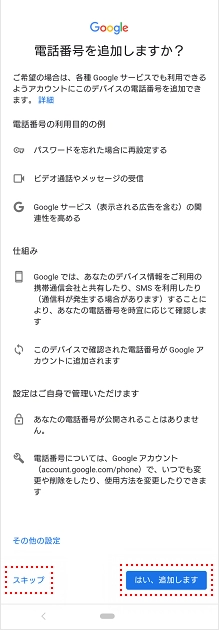 Google
電話番号を追加しますか？
ご希望の場合は、各種 Google サービスでも利用できる
ようアカウントにこのデバイスの電話番号を追加でき
ます。 詳細
電話番号の利用目的の例
パスワードを忘れた場合に再設定する
ビデオ通話やメッセージの受信
G
Google サービス（表示される広告を含む）の関
連性を高める
仕組み
Google では、あなたのデバイス情報をご利用の
携帯通信会社と共有したり、SMS を利用したり
（通信料が発生する場合があります）することに
より、あなたの電話番号を時宜に応じて確認しま
す
このデバイスで確認された電話番号が Google ア
カウントに追加されます
設定はご自身で管理いただけます
あなたの電話番号が公開されることはありませ
ん。
電話番号については、Google アカウント
（account.google.com/phone）で、いつでも変
更や削除をしたり、使用方法を変更したりできま
す
その他の設定
スキップ
はい、追加します